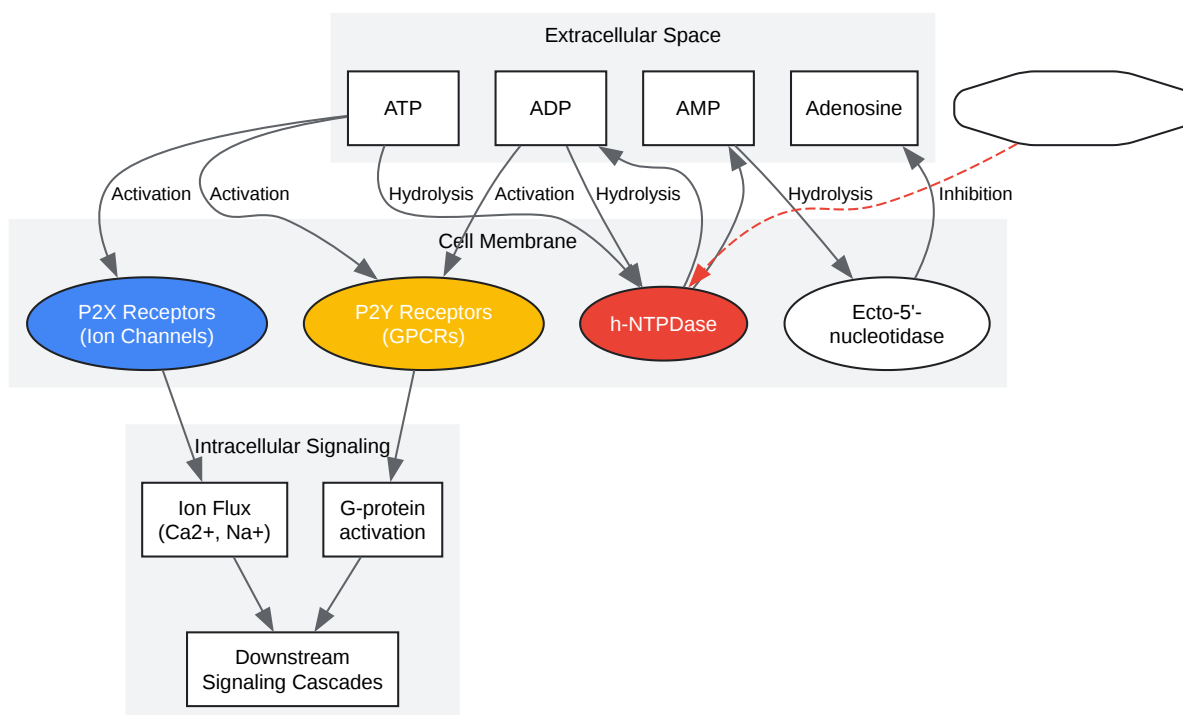 Extracellular Space
ATP
ADP
AMP
Adenosine
Activation
Activation
Hydrolysis
Activation
Hydrolysis
Hydrolysis
Inhibition
Cell Membrane
P2X Receptors
(Ion Channels)
P2Y Receptors
(GPCRs)
h-NTPDase
Ecto-5'-
nucleotidase
Intracellular Signaling
Ion Flux
(Ca2+, Na+)
G-protein
activation
Downstream
Signaling Cascades